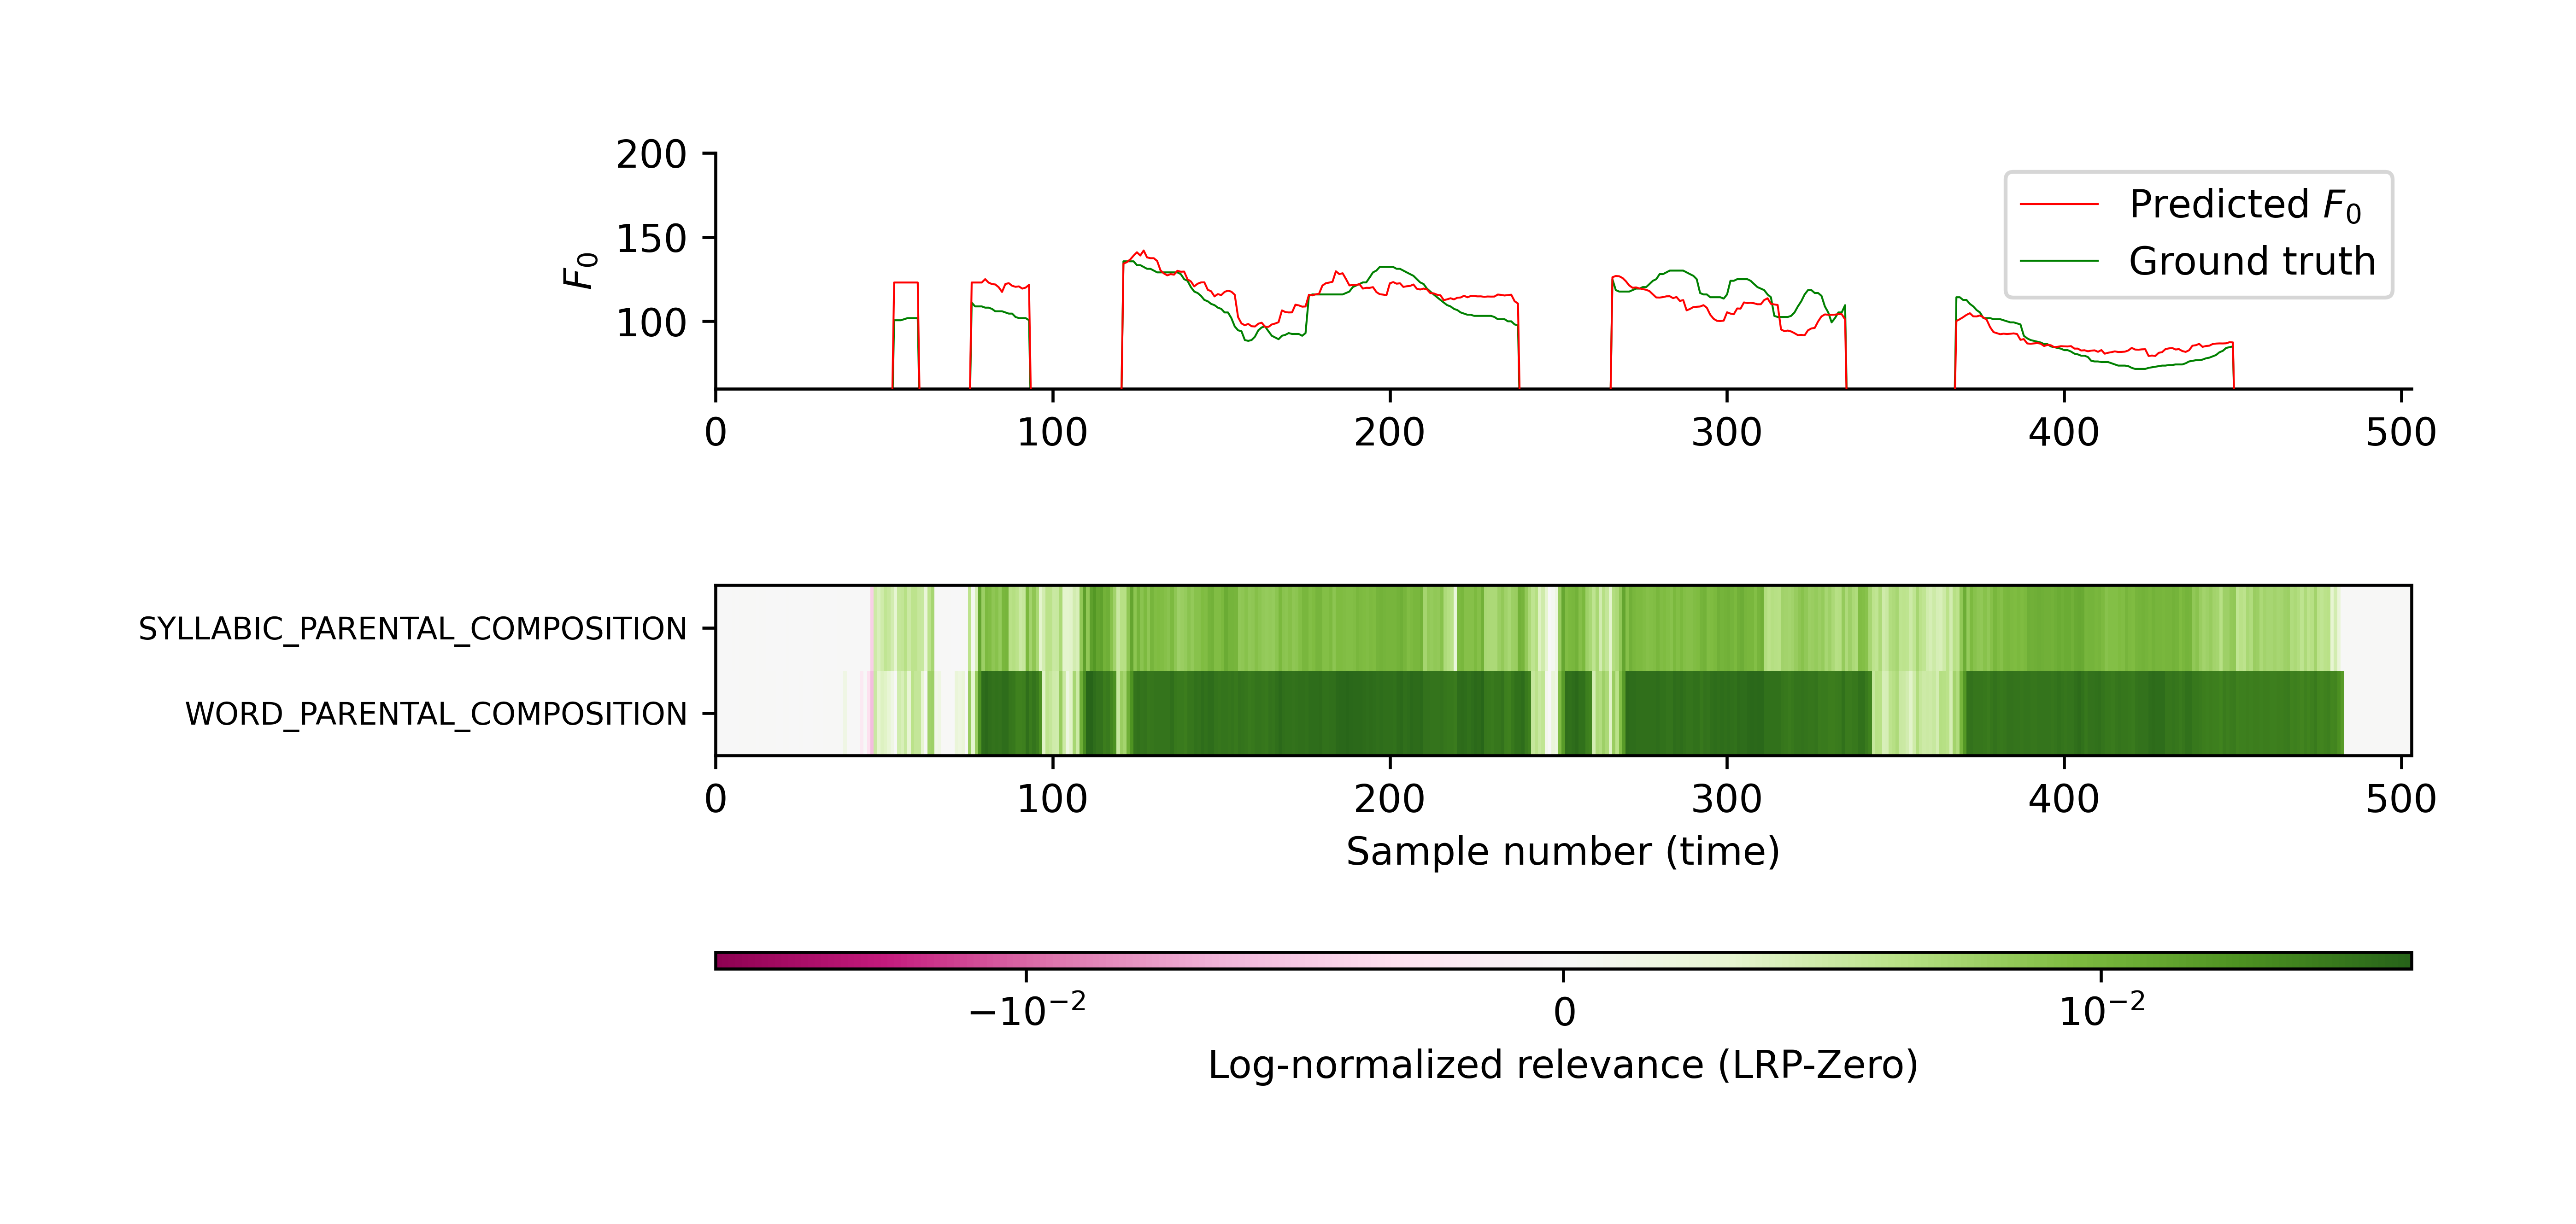 200
150
100
F₀
Predicted F₀
Ground truth
0 100 200 300 400 500
SYLLABIC_PARENTAL_COMPOSITION
WORD_PARENTAL_COMPOSITION
0 100 200 300 400 500
Sample number (time)
−10⁻² 0 10⁻²
Log-normalized relevance (LRP-Zero)